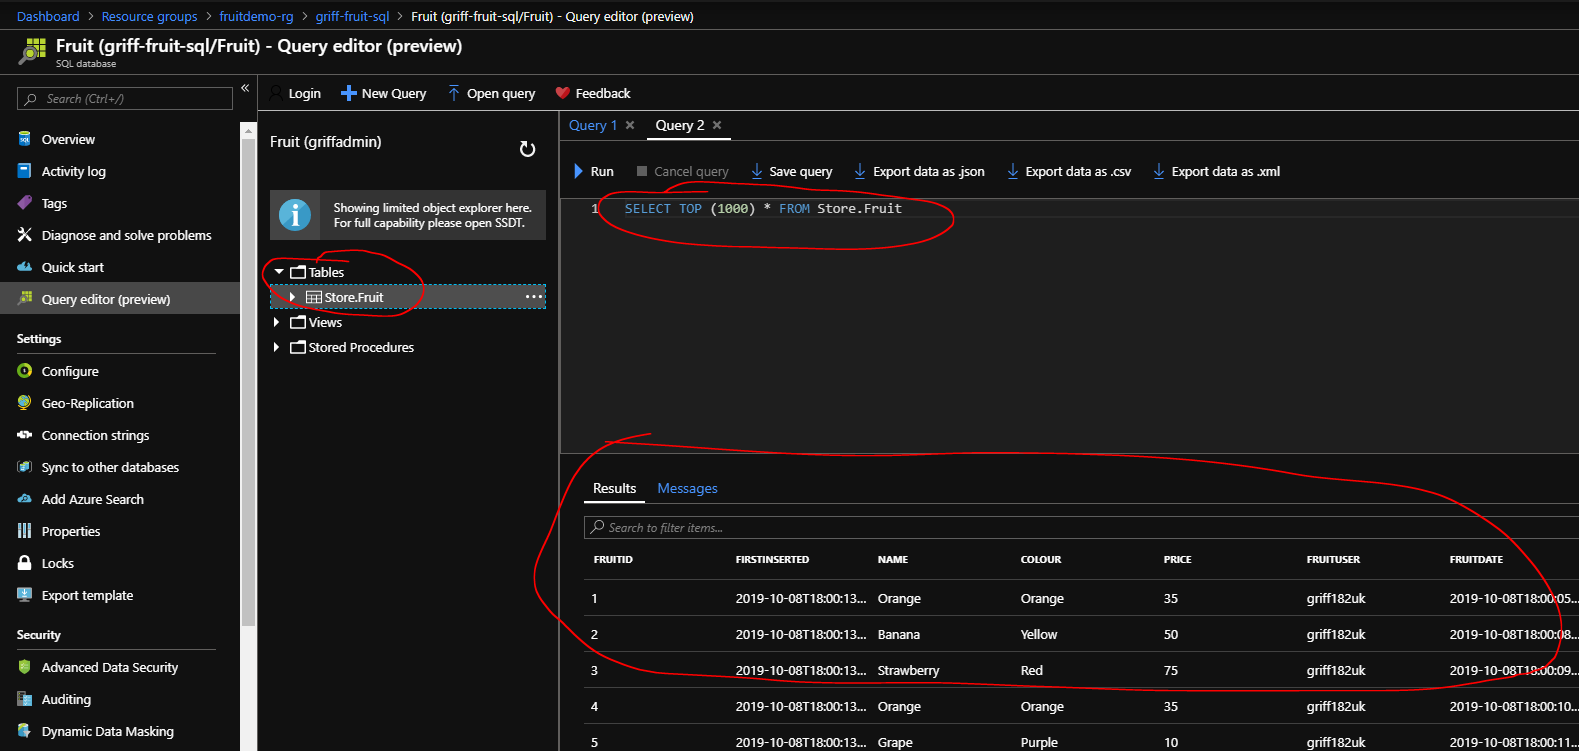 Dashboard > Resource groups > fruitdemo-rg > griff-fruit-sql > Fruit (griff-fruit-sql/Fruit) - Query editor (preview)
Fruit (griff-fruit-sql/Fruit) - Query editor (preview)
SQL database
Search (Ctrl+/)
«
Overview
Activity log
Tags
Diagnose and solve problems
Quick start
Query editor (preview)
Settings
Configure
Geo-Replication
Connection strings
Sync to other databases
Add Azure Search
Properties
Locks
Export template
Security
Advanced Data Security
Auditing
Dynamic Data Masking
Login New Query Open query Feedback
Fruit (griffadmin)
Showing limited object explorer here.
For full capability please open SSDT.
Tables
Store.Fruit ...
Views
Stored Procedures
Query 1 × Query 2 ×
Run Cancel query Save query Export data as .json Export data as .csv Export data as .xml
1 SELECT TOP (1000) * FROM Store.Fruit
Results Messages
Search to filter items...
FRUITID FIRSTINSERTED NAME COLOUR PRICE FRUITUSER FRUITDATE
1 2019-10-08T18:00:13... Orange Orange 35 griff182uk 2019-10-08T18:00:05...
2 2019-10-08T18:00:13... Banana Yellow 50 griff182uk 2019-10-08T18:00:08...
3 2019-10-08T18:00:13... Strawberry Red 75 griff182uk 2019-10-08T18:00:09...
4 2019-10-08T18:00:13... Orange Orange 35 griff182uk 2019-10-08T18:00:10...
5 2019-10-08T18:00:13... Grape Purple 10 griff182uk 2019-10-08T18:00:11...